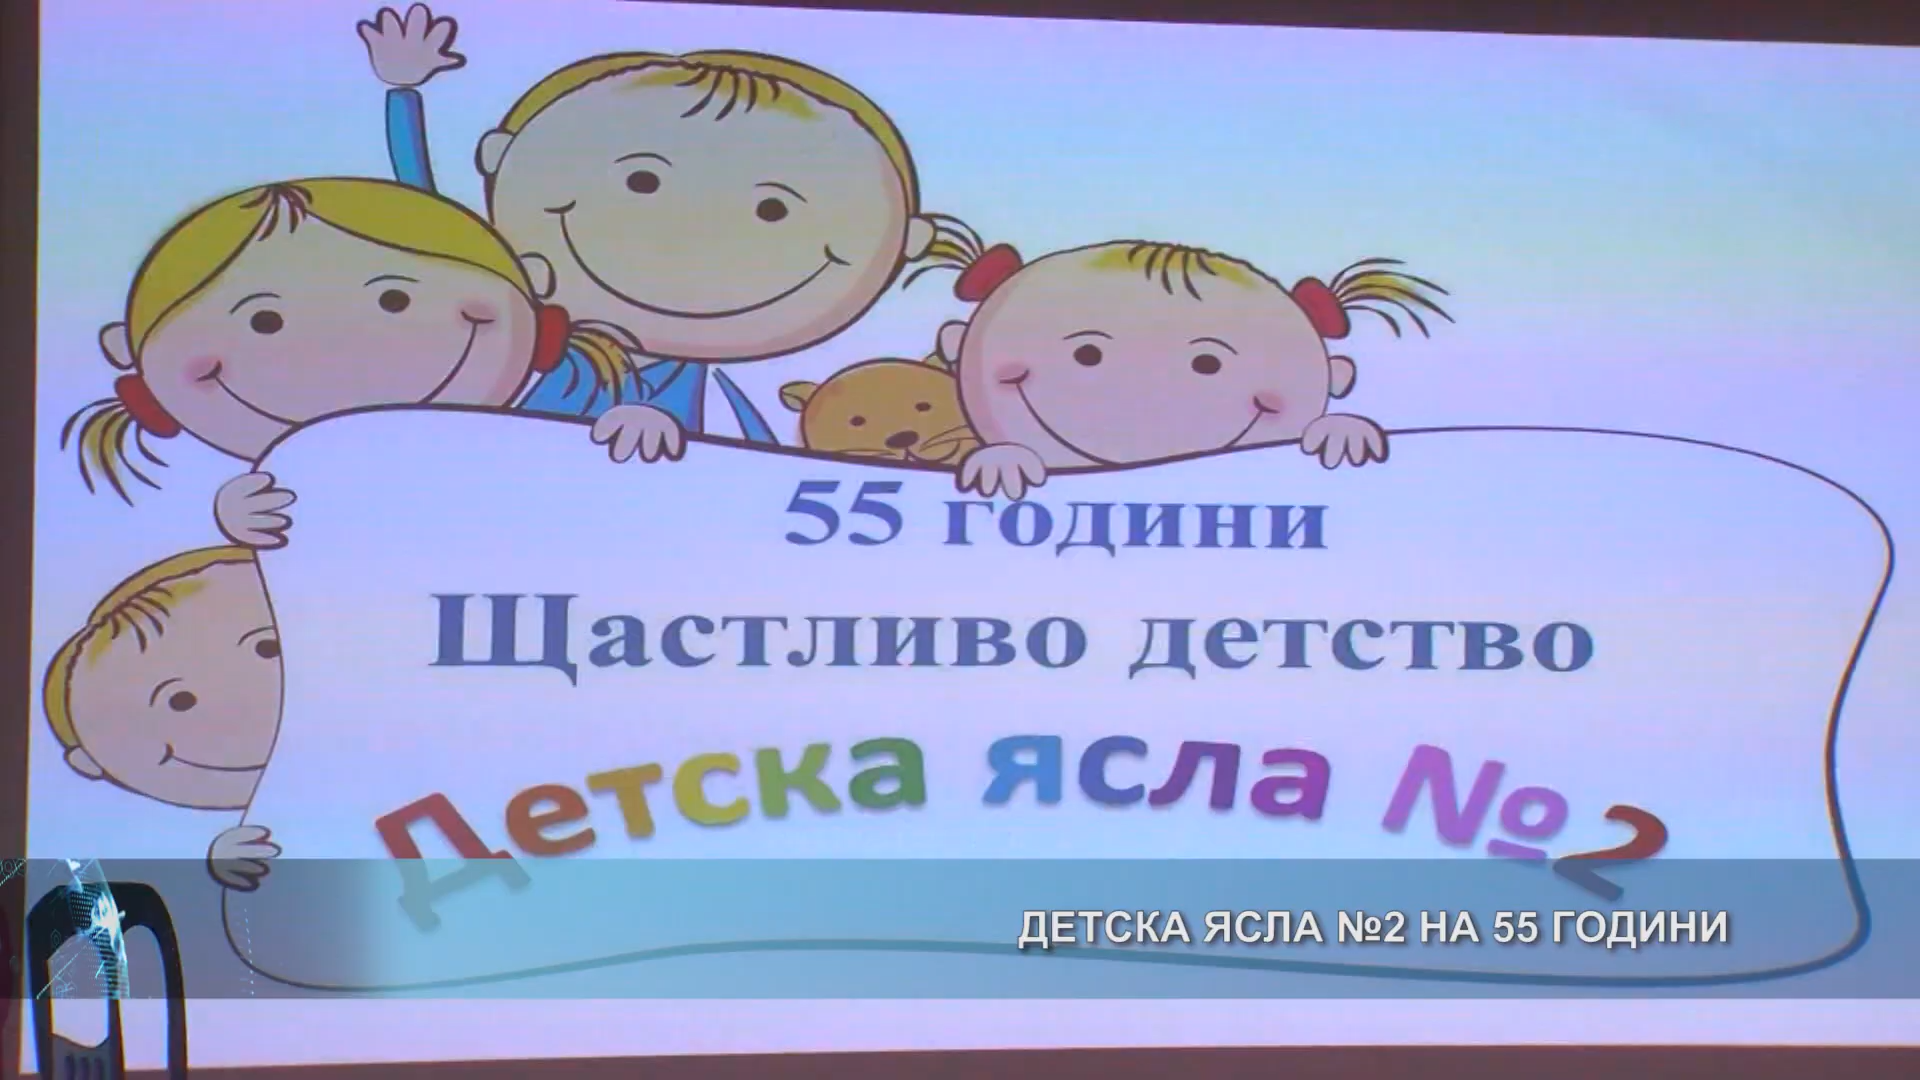 55 години
Щастливо детство
Детска ясла №2
ДЕТСКА ЯСЛА №2 НА 55 ГОДИНИ